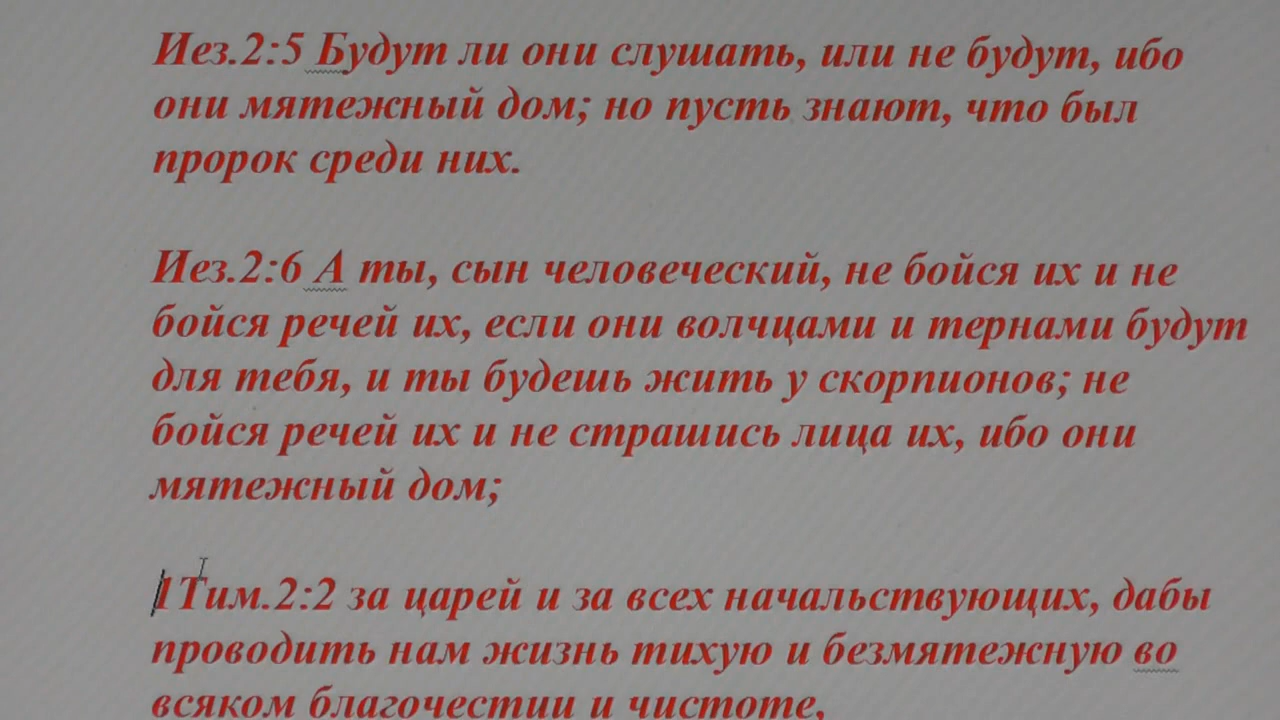 Иез.2:5 Будут ли они слушать, или не будут, ибо
они мятежный дом; но пусть знают, что был
пророк среди них.
Иез.2:6 А ты, сын человеческий, не бойся их и не
бойся речей их, если они волчцами и тернами будут
для тебя, и ты будешь жить у скорпионов; не
бойся речей их и не страшись лица их, ибо они
мятежный дом;
1Тим.2:2 за царей и за всех начальствующих, дабы
проводить нам жизнь тихую и безмятежную во
всяком благочестии и чистоте,